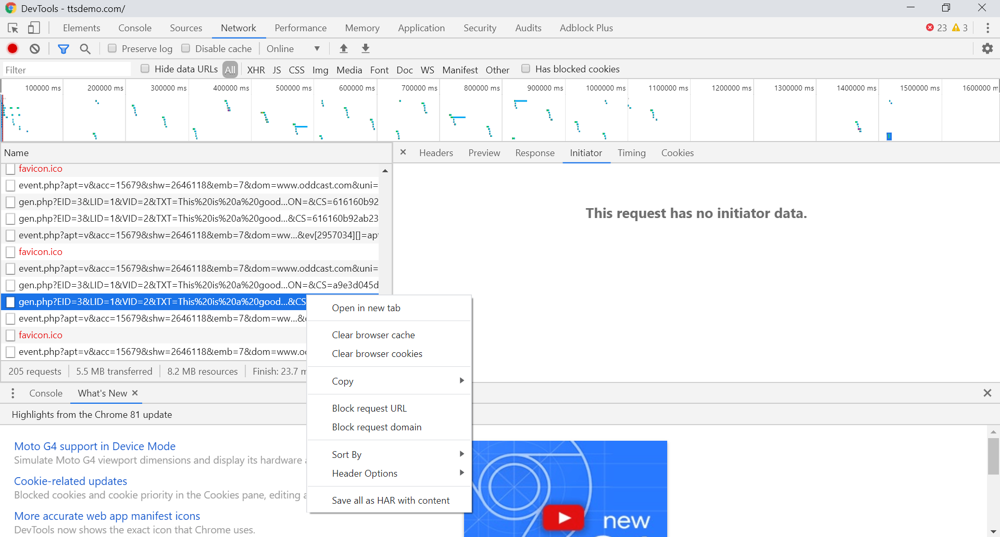 DevTools - ttsdemo.com/
Elements Console Sources Network Performance Memory Application Security Audits Adblock Plus 23 3
Preserve log Disable cache Online
Filter Hide data URLs All XHR JS CSS Img Media Font Doc WS Manifest Other Has blocked cookies
100000 ms 200000 ms 300000 ms 400000 ms 500000 ms 600000 ms 700000 ms 800000 ms 900000 ms 1000000 ms 1100000 ms 1200000 ms 1300000 ms 1400000 ms 1500000 ms 1600000 m
Name
favicon.ico
event.php?apt=v&acc=15679&shw=2646118&emb=7&dom=www.oddcast.com&uni=
gen.php?EID=3&LID=1&VID=2&TXT=This%20is%20a%20good...ON=&CS=616160b92
gen.php?EID=3&LID=1&VID=2&TXT=This%20is%20a%20good...&CS=616160b92ab23
event.php?apt=v&acc=15679&shw=2646118&emb=7&dom=ww...&ev[2957034][]=ap
favicon.ico
event.php?apt=v&acc=15679&shw=2646118&emb=7&dom=www.oddcast.com&uni=
gen.php?EID=3&LID=1&VID=2&TXT=This%20is%20a%20good...ON=&CS=a9e3d045d
gen.php?EID=3&LID=1&VID=2&TXT=This%20is%20a%20good...&CS
event.php?apt=v&acc=15679&shw=2646118&emb=7&dom=ww...&e
favicon.ico
event.php?apt=v&acc=15679&shw=2646118&emb=7&dom=www.o
205 requests 5.5 MB transferred 8.2 MB resources Finish: 23.7 m
Headers Preview Response Initiator Timing Cookies
This request has no initiator data.
Open in new tab
Clear browser cache
Clear browser cookies
Copy
Block request URL
Block request domain
Sort By
Header Options
Save all as HAR with content
Console What's New
Highlights from the Chrome 81 update
Moto G4 support in Device Mode
Simulate Moto G4 viewport dimensions and display its hardware
Cookie-related updates
Blocked cookies and cookie priority in the Cookies pane, editing
More accurate web app manifest icons
DevTools now shows the exact icon that Chrome uses.
new